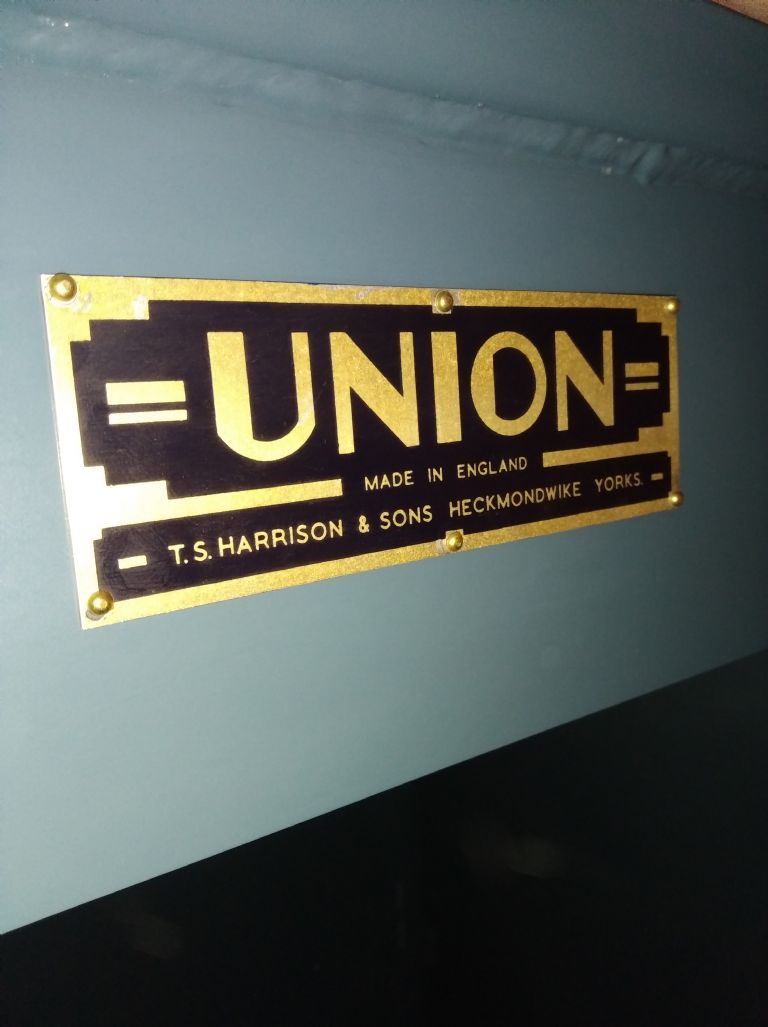 =UNION=
MADE IN ENGLAND
- T.S. HARRISON & SONS HECKMONDWIKE YORKS. -